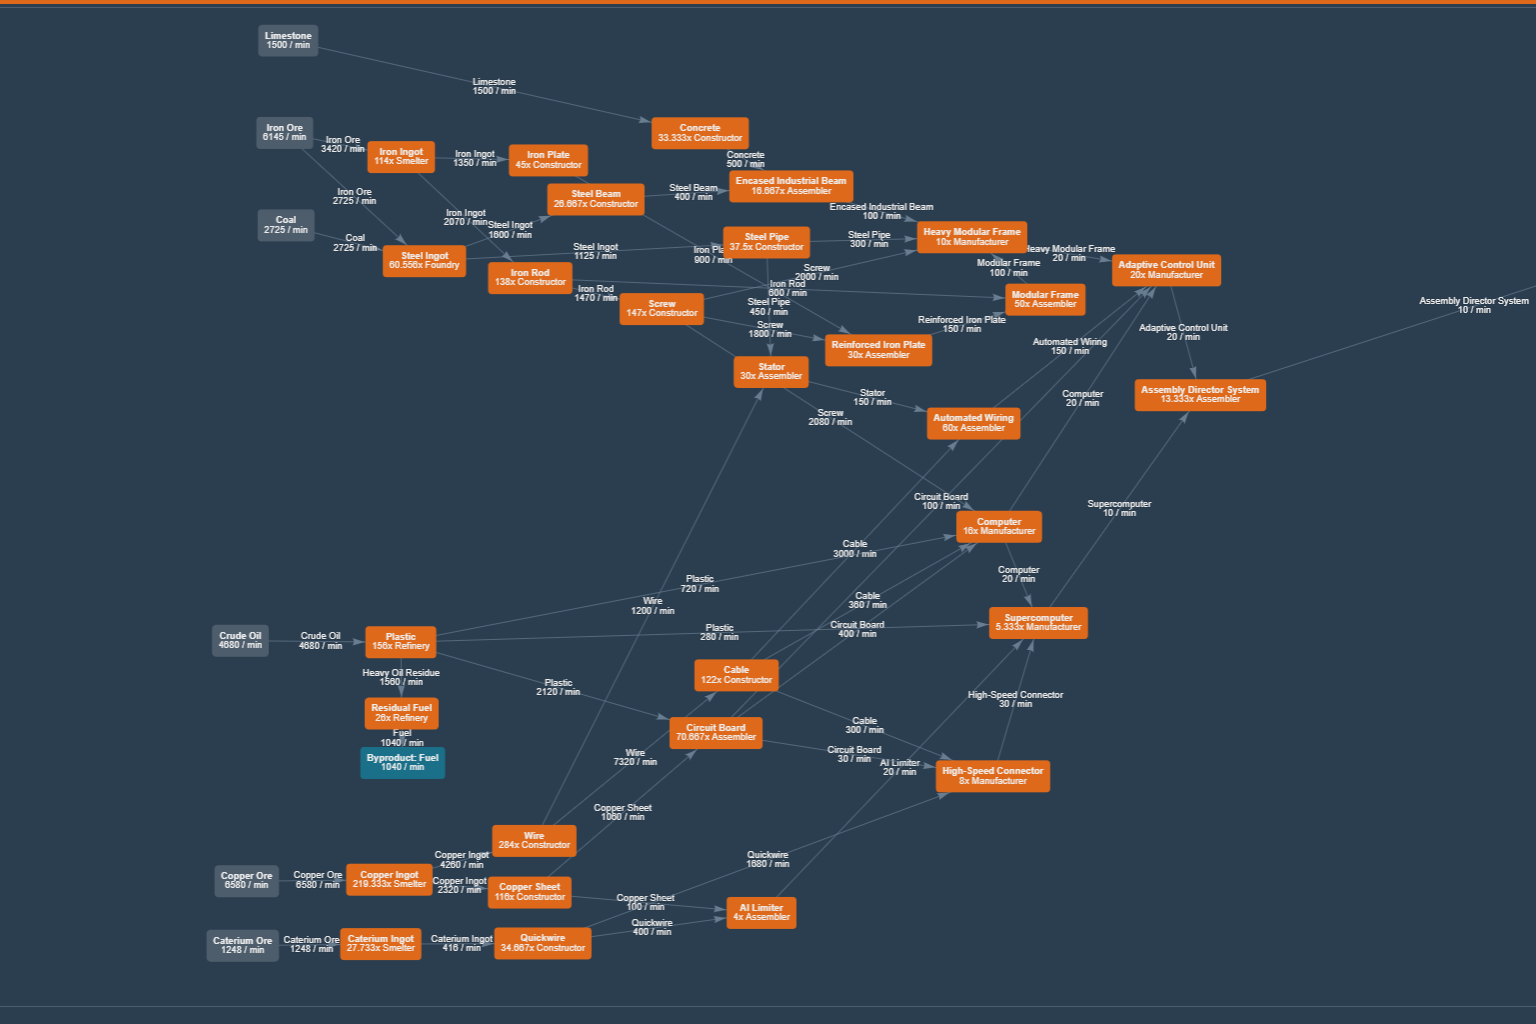 Limestone
1500 / min
Limestone
1500 / min
Iron Ore
6145 / min
Iron Ore
3420 / min
Iron Ingot
114x Smelter
Iron Ingot
1350 / min
Iron Plate
45x Constructor
Concrete
33.333x Constructor
Concrete
500 / min
Steel Beam
26.667x Constructor
Steel Beam
400 / min
Encased Industrial Beam
16.667x Assembler
Iron Ore
2725 / min
Coal
2725 / min
Coal
2725 / min
Iron Ingot
2070 / min
Steel Ingot
1600 / min
Steel Ingot
60.556x Foundry
Steel Ingot
1125 / min
Iron Rod
138x Constructor
Iron Rod
1470 / min
Screw
147x Constructor
Iron Pla
900 / min
Steel Pipe
37.5x Constructor
Steel Pipe
300 / min
Encased Industrial Beam
100 / min
Heavy Modular Frame
10x Manufacturer
Heavy Modular Frame
20 / min
Screw
2000 / min
Iron Rod
600 / min
Steel Pipe
450 / min
Screw
1800 / min
Modular Frame
100 / min
Modular Frame
50x Assembler
Reinforced Iron Plate
150 / min
Reinforced Iron Plate
30x Assembler
Adaptive Control Unit
20x Manufacturer
Adaptive Control Unit
20 / min
Assembly Director System
10 / min
Automated Wiring
150 / min
Stator
30x Assembler
Stator
150 / min
Screw
2080 / min
Automated Wiring
60x Assembler
Computer
20 / min
Assembly Director System
13.333x Assembler
Circuit Board
100 / min
Supercomputer
10 / min
Computer
16x Manufacturer
Cable
3000 / min
Plastic
720 / min
Computer
20 / min
Wire
1200 / min
Cable
360 / min
Crude Oil
4680 / min
Crude Oil
4680 / min
Plastic
156x Refinery
Plastic
280 / min
Circuit Board
400 / min
Supercomputer
5.333x Manufacturer
Heavy Oil Residue
1560 / min
Plastic
2120 / min
Cable
122x Constructor
High-Speed Connector
30 / min
Residual Fuel
26x Refinery
Fuel
1040 / min
Byproduct: Fuel
1040 / min
Circuit Board
70.667x Assembler
Cable
300 / min
Circuit Board
30 / min
AI Limiter
20 / min
Wire
7320 / min
High-Speed Connector
8x Manufacturer
Copper Sheet
1060 / min
Wire
284x Constructor
Copper Ore
6580 / min
Copper Ore
6580 / min
Copper Ingot
219.333x Smelter
Copper Ingot
4260 / min
Copper Ingot
2320 / min
Copper Sheet
116x Constructor
Quickwire
1680 / min
Copper Sheet
100 / min
AI Limiter
4x Assembler
Quickwire
400 / min
Caterium Ore
1248 / min
Caterium Ore
1248 / min
Caterium Ingot
27.733x Smelter
Caterium Ingot
416 / min
Quickwire
34.667x Constructor